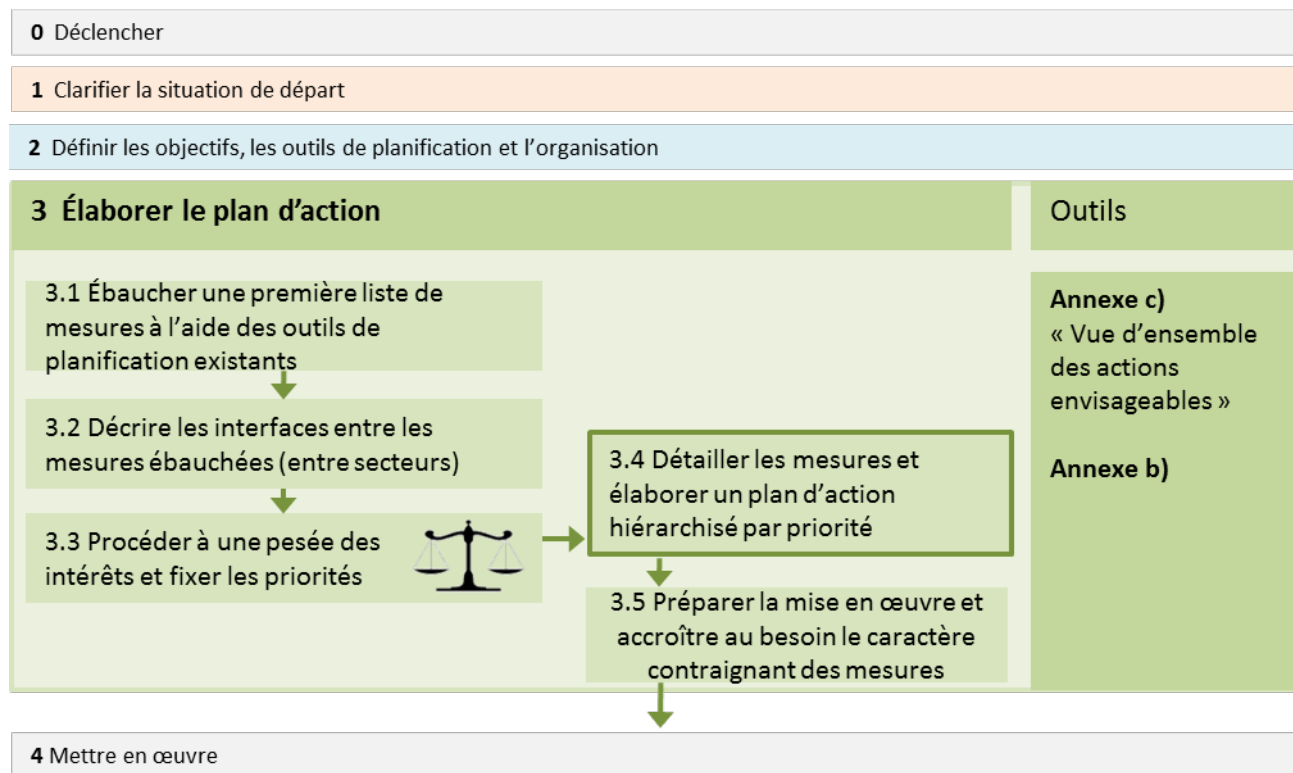 0 Déclencher
1 Clarifier la situation de départ
2 Définir les objectifs, les outils de planification et l’organisation
3 Élaborer le plan d’action
Outils
3.1 Ébaucher une première liste de
mesures à l’aide des outils de
planification existants
3.2 Décrire les interfaces entre les
mesures ébauchées (entre secteurs)
3.3 Procéder à une pesée des
intérêts et fixer les priorités
3.4 Détailler les mesures et
élaborer un plan d’action
hiérarchisé par priorité
3.5 Préparer la mise en œuvre et
accroître au besoin le caractère
contraignant des mesures
Annexe c)
« Vue d’ensemble
des actions
envisageables »
Annexe b)
4 Mettre en œuvre